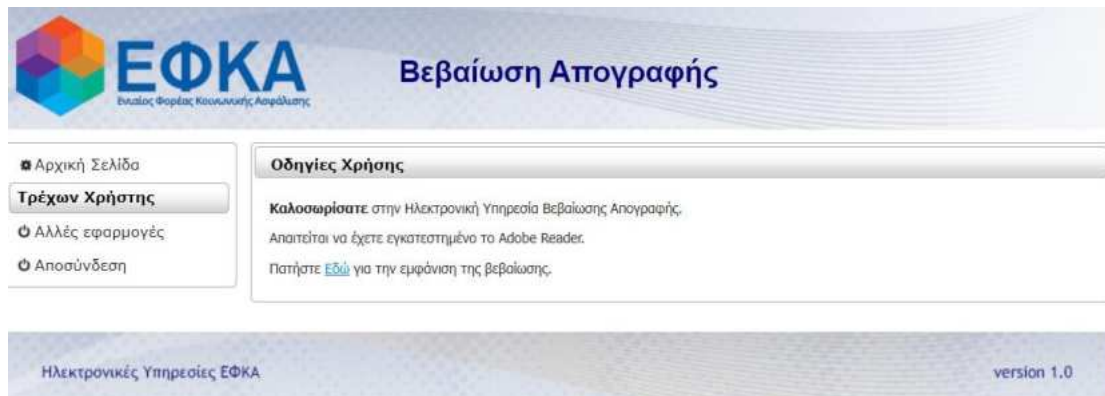 ΕΦΚΑ
Ενιαίος Φορέας Κοινωνικής Ασφάλισης
Βεβαίωση Απογραφής
Αρχική Σελίδα
Τρέχων Χρήστης
Αλλές εφαρμογές
Αποσύνδεση
Οδηγίες Χρήσης
Καλοσωρίσατε στην Ηλεκτρονική Υπηρεσία Βεβαίωσης Απογραφής.
Απαιτείται να έχετε εγκατεστημένο το Adobe Reader.
Πατήστε Εδώ για την εμφάνιση της βεβαίωσης.
Ηλεκτρονικές Υπηρεσίες ΕΦΚΑ
version 1.0